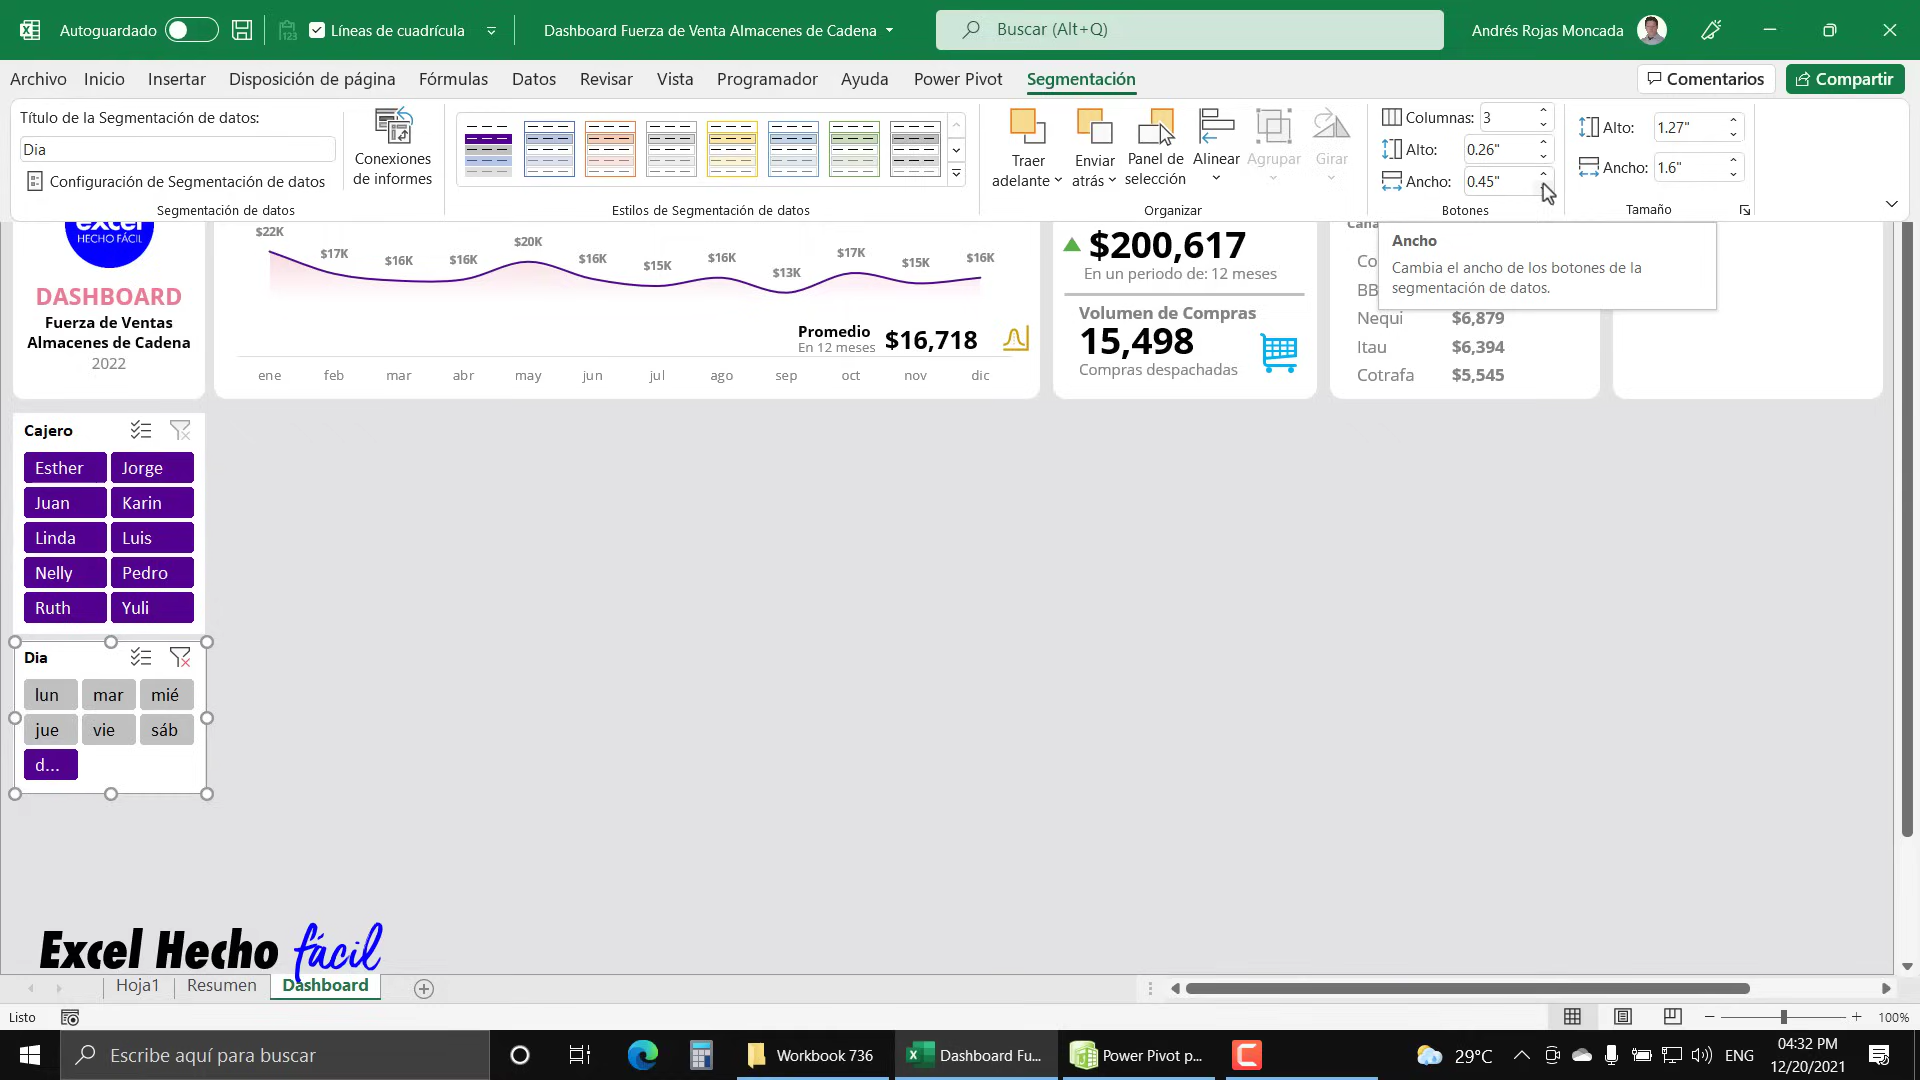 Autoguardado
Líneas de cuadrícula
Dashboard Fuerza de Venta Almacenes de Cadena
Buscar (Alt+Q)
Andrés Rojas Moncada
Archivo Inicio Insertar Disposición de página Fórmulas Datos Revisar Vista Programador Ayuda Power Pivot Segmentación
Comentarios
Compartir
Título de la Segmentación de datos:
Dia
Configuración de Segmentación de datos
Segmentación de datos
Conexiones
de informes
Estilos de Segmentación de datos
Traer
adelante
Enviar
atrás
Panel de
selección
Alinear
Agrupar
Girar
Organizar
Columnas: 3
Alto: 0.26"
Ancho: 0.45"
Botones
Alto: 1.27"
Ancho: 1.6"
Tamaño
Ancho
Cambia el ancho de los botones de la
segmentación de datos.
excel
HECHO FÁCIL
DASHBOARD
Fuerza de Ventas
Almacenes de Cadena
2022
$22K $17K $16K $16K $20K $16K $15K $16K $13K $17K $15K $16K
Promedio
En 12 meses
$16,718
ene feb mar abr may jun jul ago sep oct nov dic
$200,617
En un periodo de: 12 meses
Volumen de Compras
15,498
Compras despachadas
Cana
Co
BB
Nequi $6,879
Itau $6,394
Cotrafa $5,545
Cajero
Esther Jorge
Juan Karin
Linda Luis
Nelly Pedro
Ruth Yuli
Dia
lun mar mié
jue vie sáb
d...
Excel Hecho fácil
Hoja1 Resumen Dashboard
Listo
100%
Escribe aquí para buscar
Workbook 736
Dashboard Fu...
Power Pivot p...
29°C
ENG
04:32 PM
12/20/2021